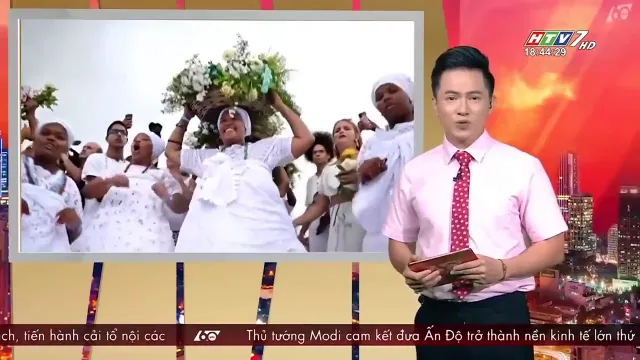 HTV7 HD
18:44:29
ch, tiến hành cải tổ nội các 60 Thủ tướng Modi cam kết đưa Ấn Độ trở thành nền kinh tế lớn thứ